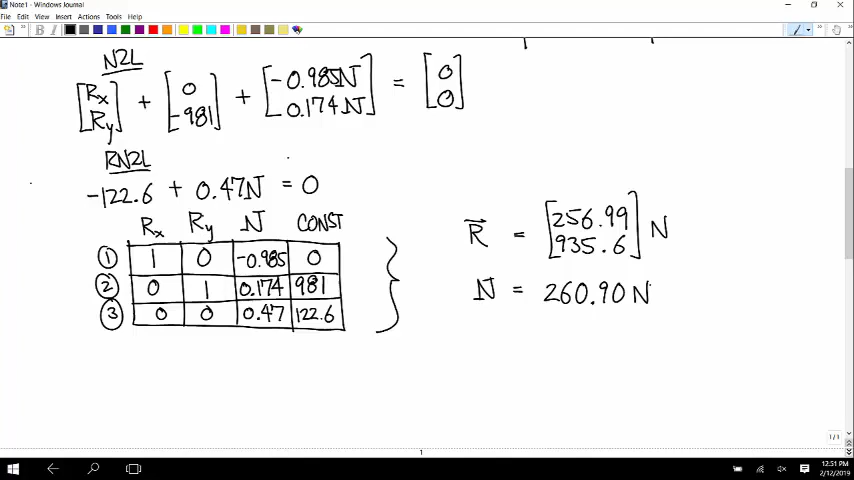 Note1 - Windows Journal
File Edit View Insert Actions Tools Help
B I
N2L
[Rx Ry] + [0 -981] + [-0.985N 0.174N] = [0 0]
RN2L
-122.6 + 0.47N = 0
Rx Ry N CONST
① 1 0 -0.985 0
② 0 1 0.174 981
③ 0 0 0.47 122.6
R = [256.99 935.6] N
N = 260.90 N
1/1
1
12:51 PM
2/12/2019